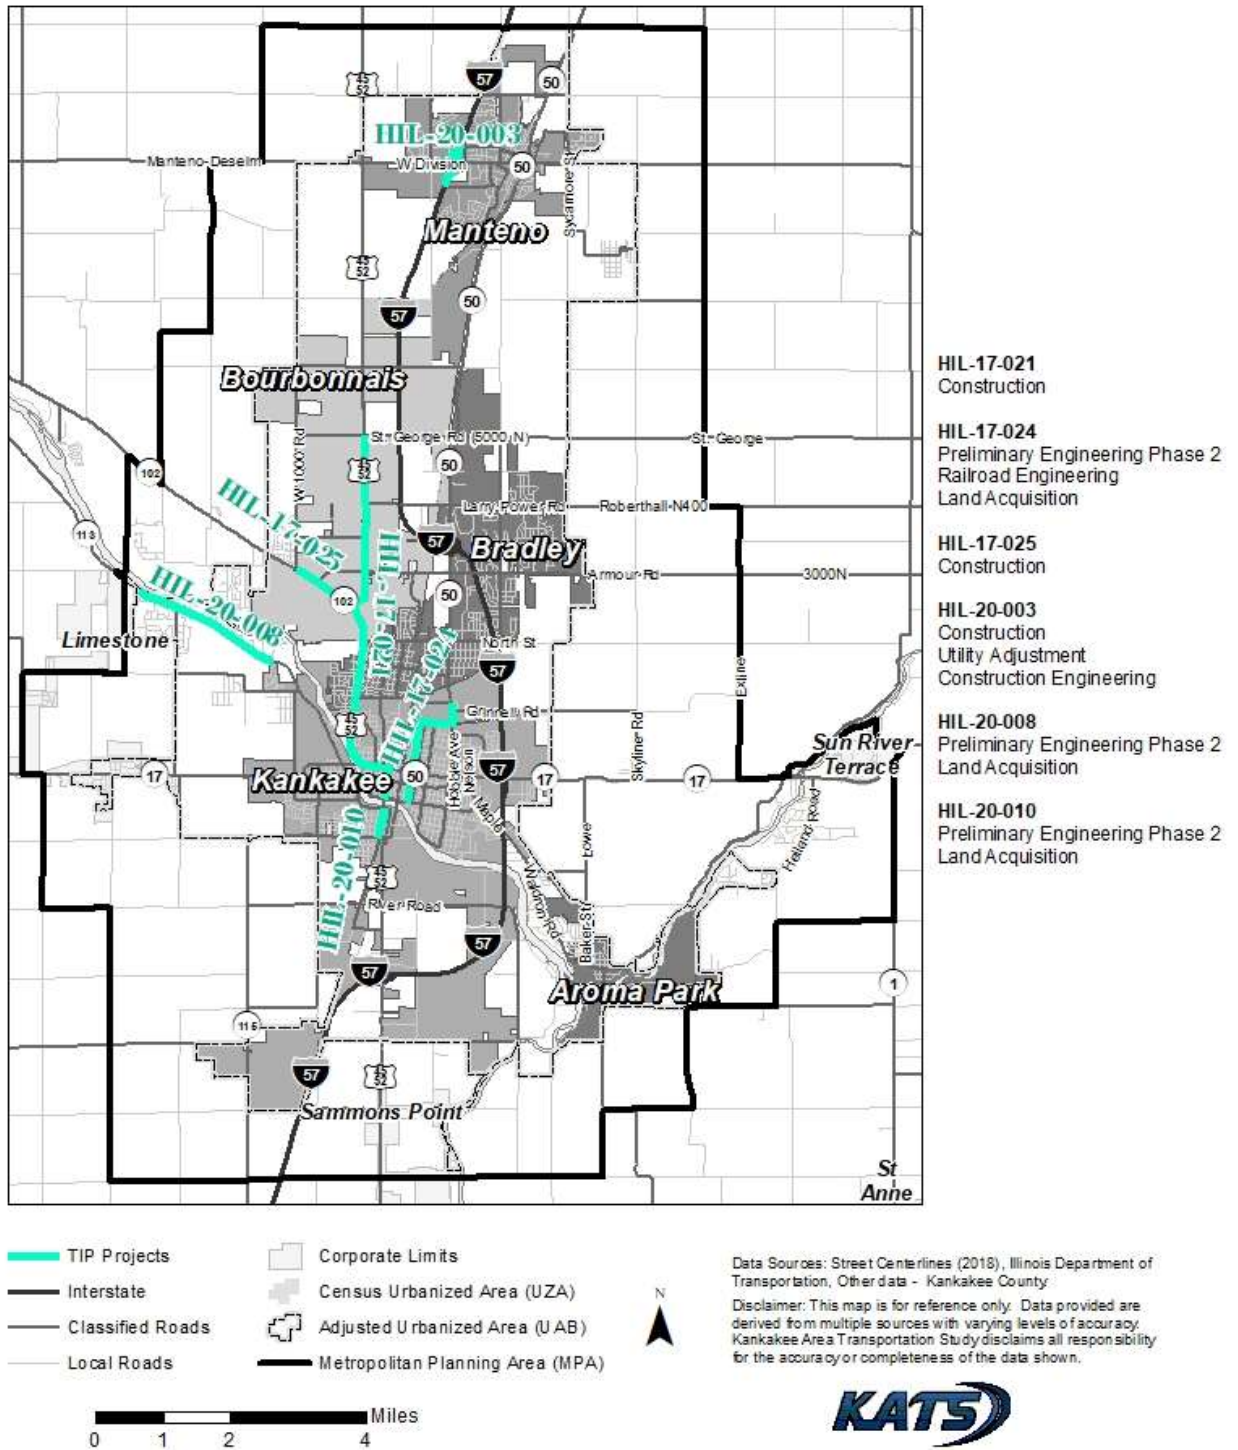 57
50
45
52
HIL-20-003
Manteno-Deselm
W Division
50
Sycamore St
Manteno
45
52
50
57
Bourbonnais
St. George Rd (5000 N)
St. George
W 1000 Rd
45
52
50
102
HIL-17-025
Larry Power Rd
Roberthall N400
113
57
Bradley
HIL-17-021
Armour Rd
3000N
HIL-20-008
102
50
Limestone
North St
HIL-17-024
57
Exline
45
52
Grinnell Rd
Skyline Rd
Sun River
Terrace
17
Kankakee
50
Hobbie Ave
Nelson
57
17
17
Maple
HIL-20-010
Lowe
Heiland Road
45
52
River Road
Waldron Rd
Baker St
57
57
Aroma Park
1
115
57
45
52
Sammons Point
St
Anne
HIL-17-021
Construction
HIL-17-024
Preliminary Engineering Phase 2
Railroad Engineering
Land Acquisition
HIL-17-025
Construction
HIL-20-003
Construction
Utility Adjustment
Construction Engineering
HIL-20-008
Preliminary Engineering Phase 2
Land Acquisition
HIL-20-010
Preliminary Engineering Phase 2
Land Acquisition
TIP Projects
Interstate
Classified Roads
Local Roads
Corporate Limits
Census Urbanized Area (UZA)
Adjusted Urbanized Area (UAB)
Metropolitan Planning Area (MPA)
N
Data Sources: Street Centerlines (2018), Illinois Department of
Transportation, Other data - Kankakee County
Disclaimer: This map is for reference only. Data provided are
derived from multiple sources with varying levels of accuracy.
Kankakee Area Transportation Study disclaims all responsibility
for the accuracy or completeness of the data shown.
Miles
0 1 2 4
KATS